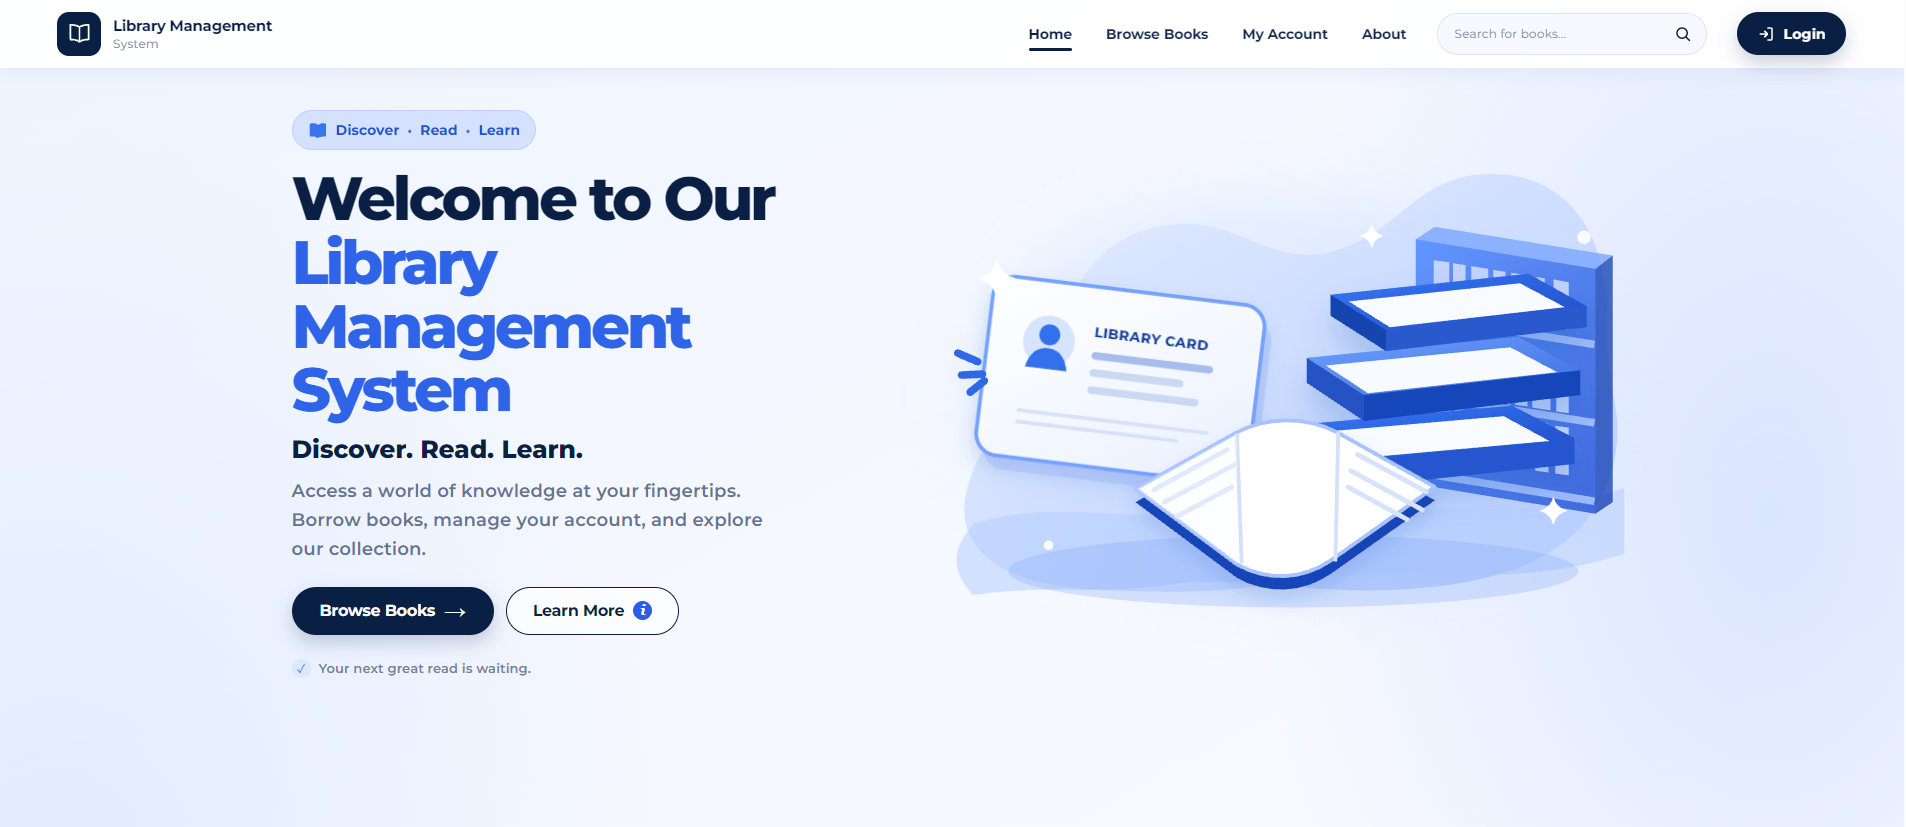 Library Management
System
Home
Browse Books
My Account
About
Search for books...
Login
Discover • Read • Learn
Welcome to Our
Library
Management
System
Discover. Read. Learn.
Access a world of knowledge at your fingertips.
Borrow books, manage your account, and explore
our collection.
Browse Books →
Learn More i
✓ Your next great read is waiting.
LIBRARY CARD